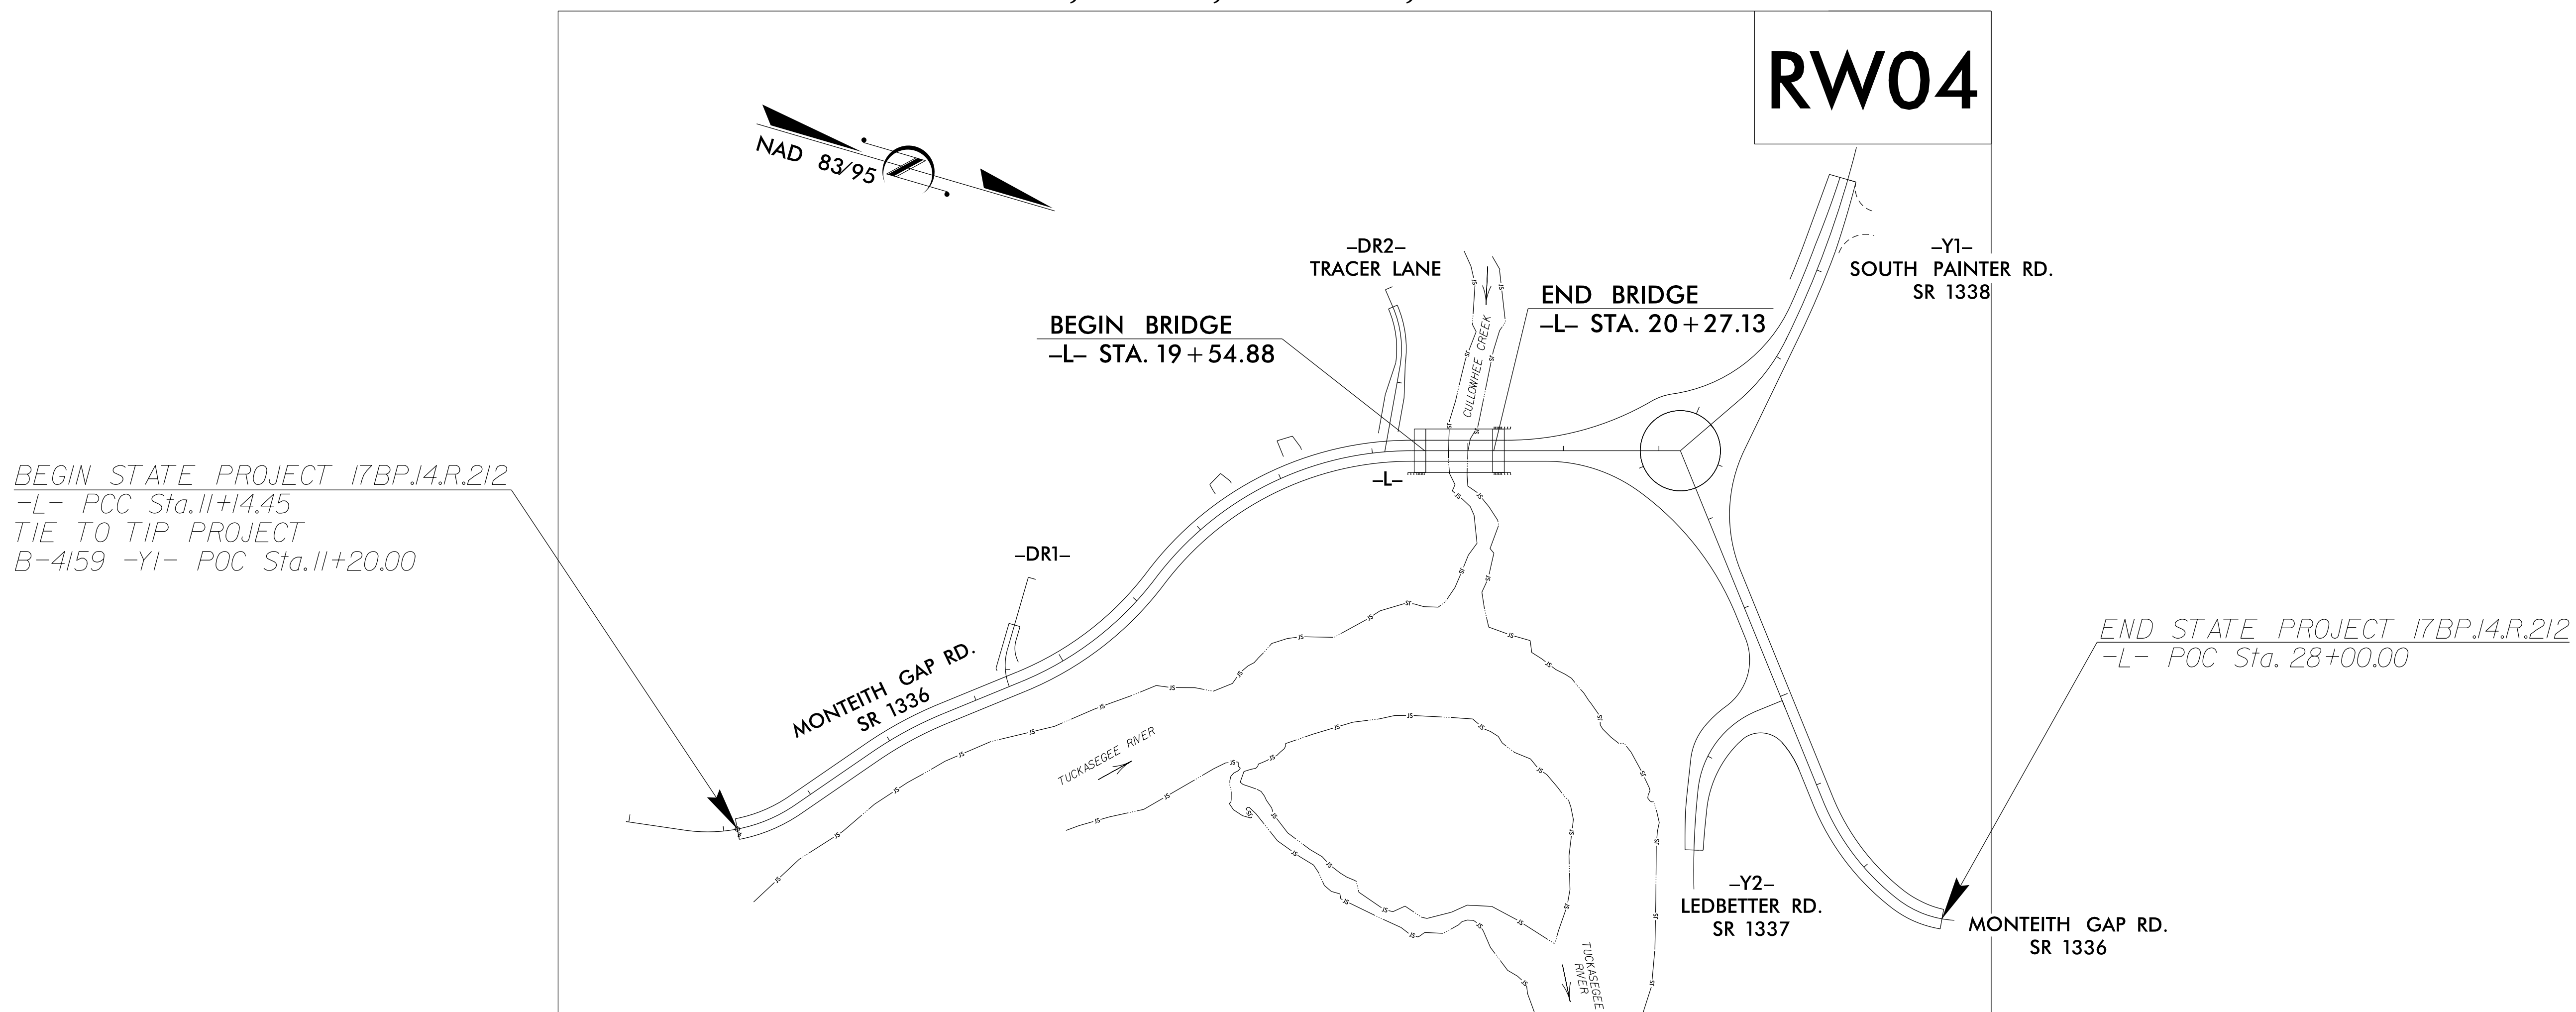 RW04
NAD 83/95
-DR2-
TRACER LANE
-Y1-
SOUTH PAINTER RD.
SR 1338
END BRIDGE
-L- STA. 20+27.13
BEGIN BRIDGE
-L- STA. 19+54.88
CULLOWHEE CREEK
-L-
BEGIN STATE PROJECT 17BP.14.R.212
-L- PCC Sta.11+14.45
TIE TO TIP PROJECT
B-4159 -Y1- POC Sta.11+20.00
-DR1-
MONTEITH GAP RD.
SR 1336
END STATE PROJECT 17BP.14.R.212
-L- POC Sta. 28+00.00
TUCKASEGEE RIVER
-Y2-
LEDBETTER RD.
SR 1337
MONTEITH GAP RD.
SR 1336
TUCKASEGEE
RIVER